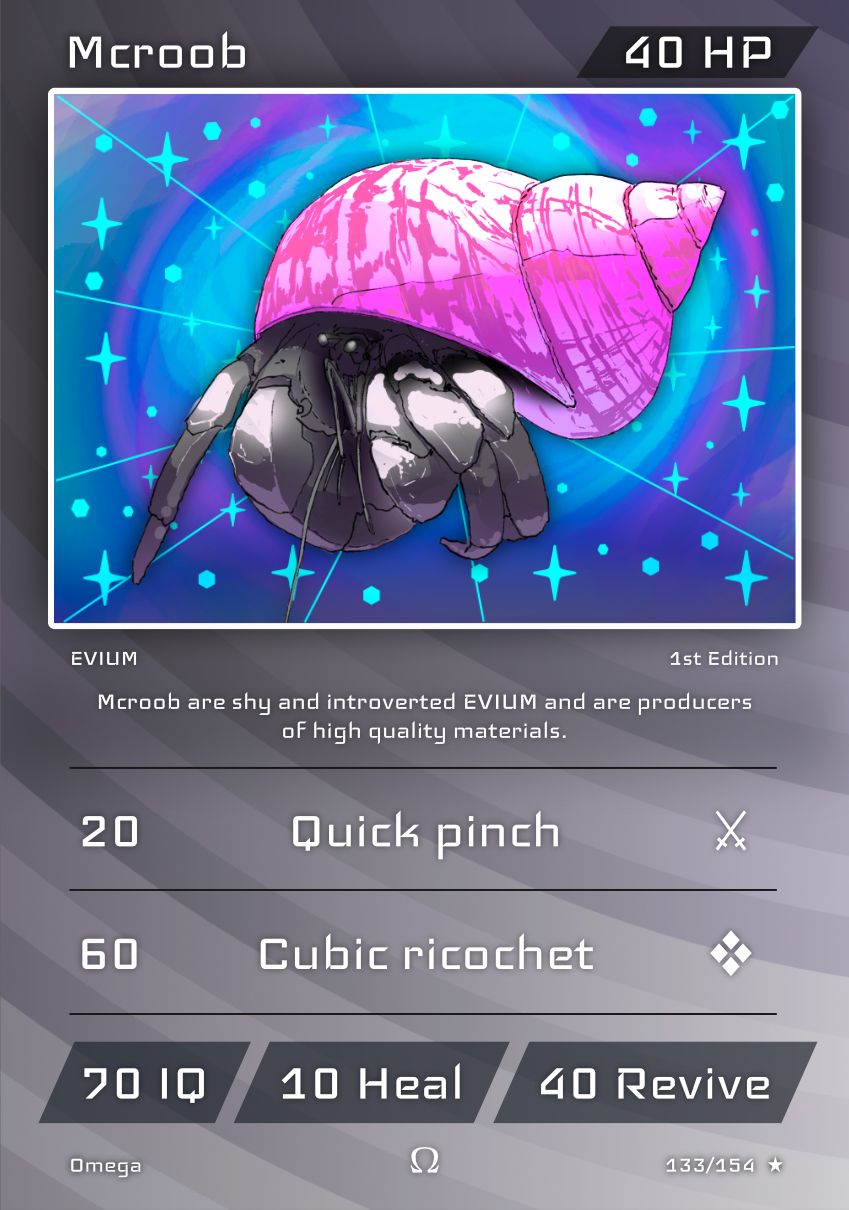 Mcroob
40 HP
EVIUM
1st Edition
Mcroob are shy and introverted EVIUM and are producers
of high quality materials.
20 Quick pinch
60 Cubic ricochet
70 IQ
10 Heal
40 Revive
Omega
Ω
133/154 ★